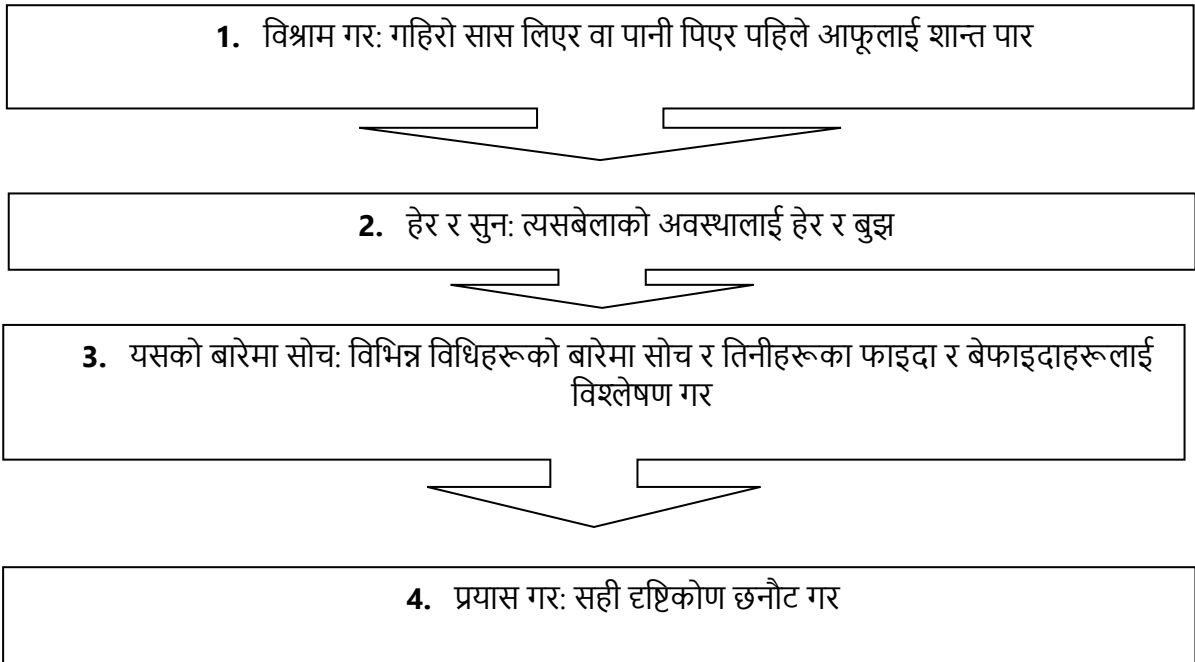 1. विश्राम गर: गहिरो सास लिएर वा पानी पिएर पहिले आफूलाई शान्त पार
2. हेर र सुन: त्यसबेलाको अवस्थालाई हेर र बुझ
3. यसको बारेमा सोच: विभिन्न विधिहरूको बारेमा सोच र तिनीहरूका फाइदा र बेफाइदाहरूलाई
विश्लेषण गर
4. प्रयास गर: सही दृष्टिकोण छनौट गर